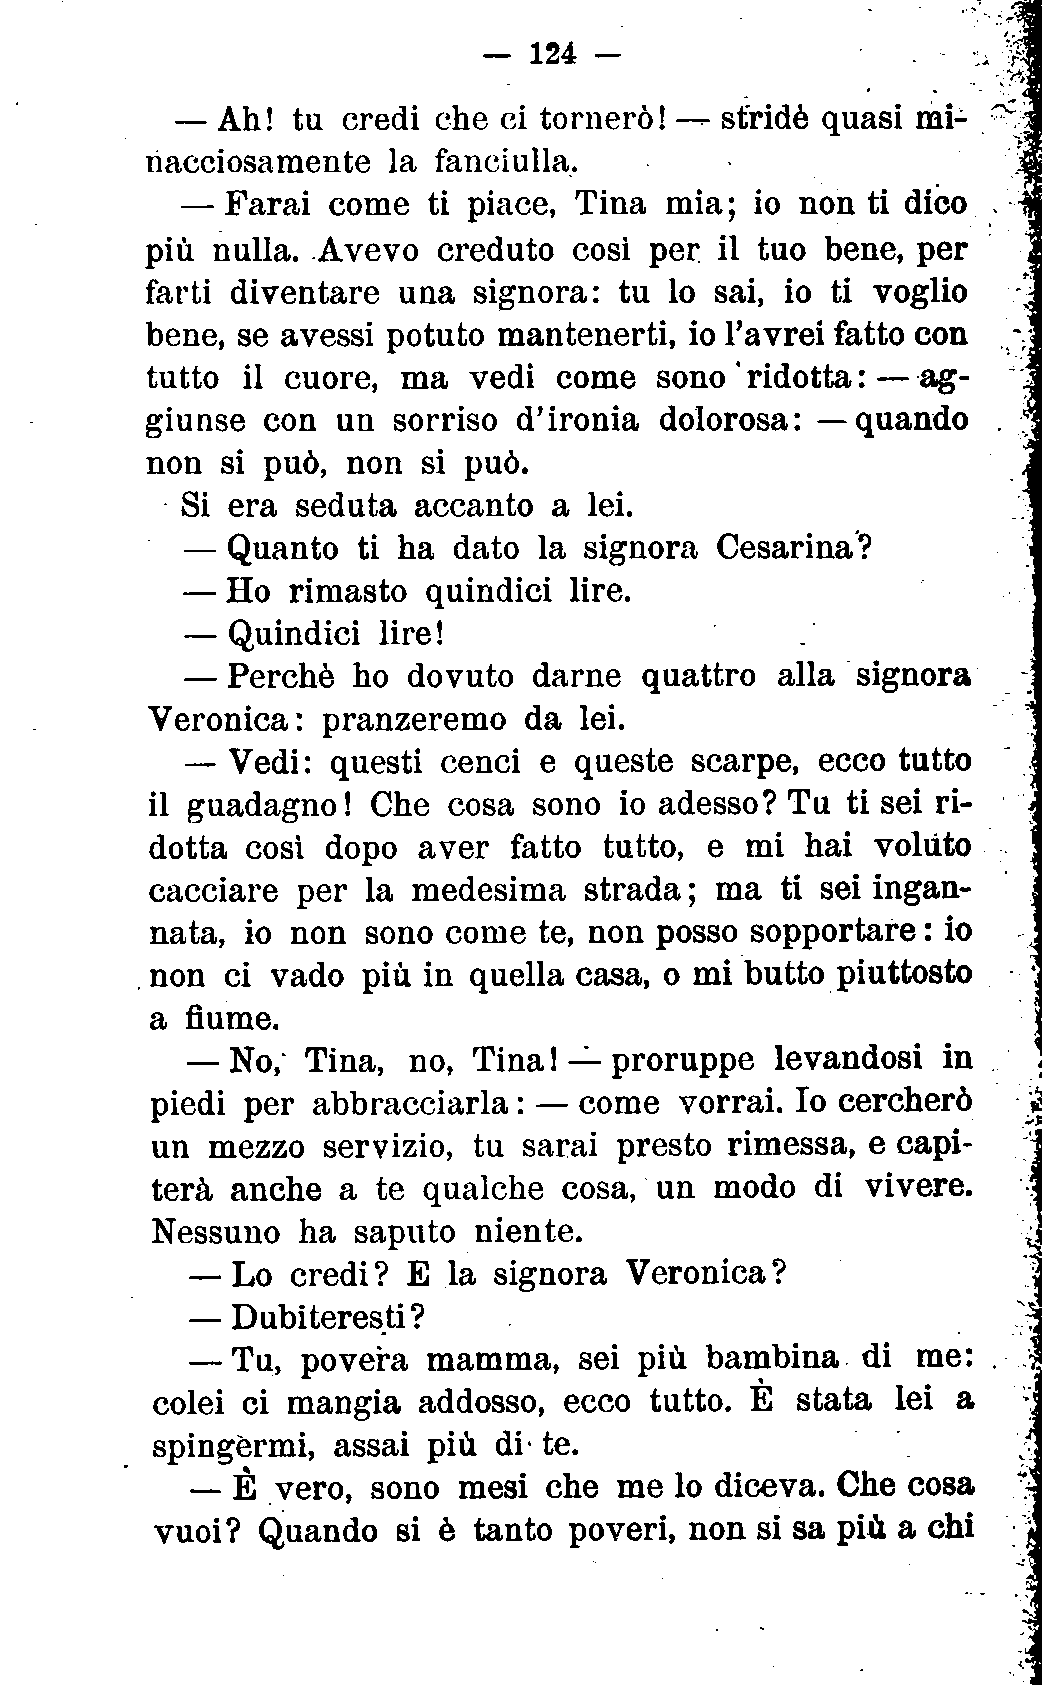 — 124 —
— Ah! tu credi che ci tornerò! — stridè quasi mi-
nacciosamente la fanciulla.
— Farai come ti piace, Tina mia; io non ti dico
più nulla. Avevo creduto così per il tuo bene, per
farti diventare una signora: tu lo sai, io ti voglio
bene, se avessi potuto mantenerti, io l'avrei fatto con
tutto il cuore, ma vedi come sono ridotta: — ag-
giunse con un sorriso d'ironia dolorosa: — quando
non si può, non si può.
Si era seduta accanto a lei.
— Quanto ti ha dato la signora Cesarina?
— Ho rimasto quindici lire.
— Quindici lire!
— Perchè ho dovuto darne quattro alla signora
Veronica: pranzeremo da lei.
— Vedi: questi cenci e queste scarpe, ecco tutto
il guadagno! Che cosa sono io adesso? Tu ti sei ri-
dotta così dopo aver fatto tutto, e mi hai voluto
cacciare per la medesima strada; ma ti sei ingan-
nata, io non sono come te, non posso sopportare: io
non ci vado più in quella casa, o mi butto piuttosto
a fiume.
— No, Tina, no, Tina! — proruppe levandosi in
piedi per abbracciarla: — come vorrai. Io cercherò
un mezzo servizio, tu sarai presto rimessa, e capi-
terà anche a te qualche cosa, un modo di vivere.
Nessuno ha saputo niente.
— Lo credi? E la signora Veronica?
— Dubiteresti?
— Tu, povera mamma, sei più bambina di me:
colei ci mangia addosso, ecco tutto. È stata lei a
spingermi, assai più di te.
— È vero, sono mesi che me lo diceva. Che cosa
vuoi? Quando si è tanto poveri, non si sa più a chi